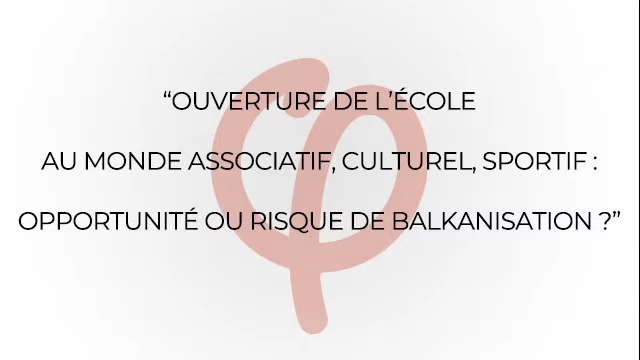 “OUVERTURE DE L’ÉCOLE
AU MONDE ASSOCIATIF, CULTUREL, SPORTIF :
OPPORTUNITÉ OU RISQUE DE BALKANISATION ?”